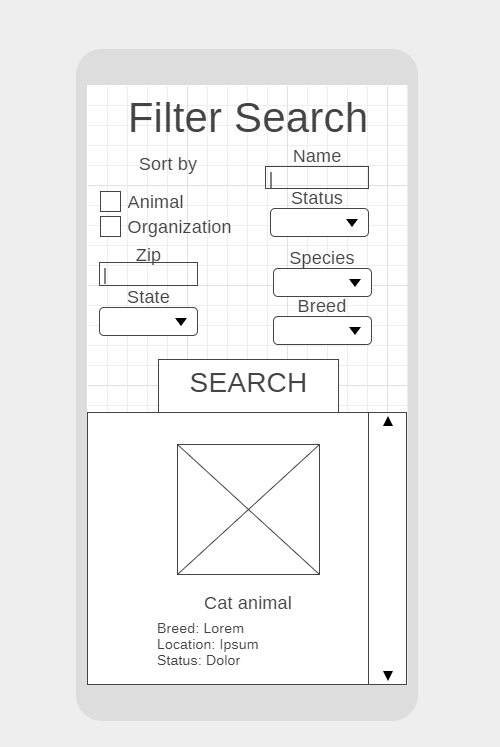 Filter Search
Sort by
Animal
Organization
Zip
State
Name
Status
Species
Breed
SEARCH
Cat animal
Breed: Lorem
Location: Ipsum
Status: Dolor